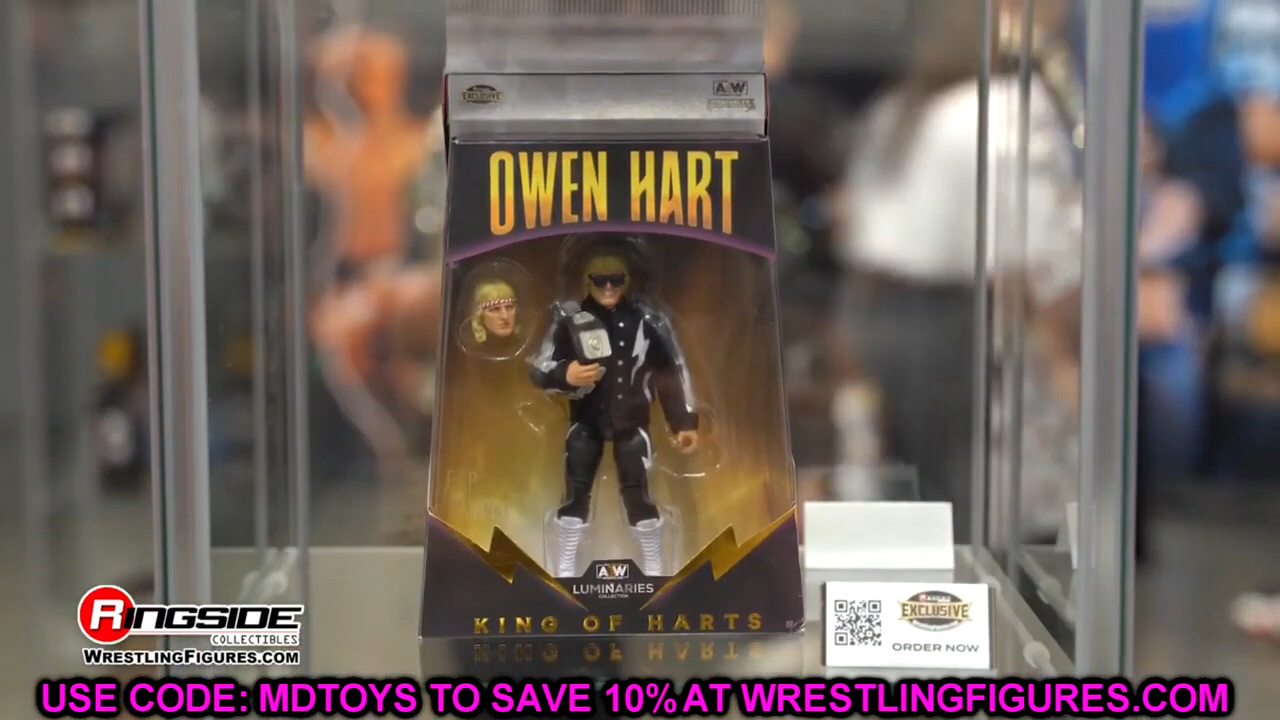 EXCLUSIVE
AEW
OWEN HART
AEW
LUMINARIES
COLLECTION
KING OF HARTS
EXCLUSIVE
ORDER NOW
RINGSIDE
COLLECTIBLES
WRESTLINGFIGURES.COM
USE CODE: MDTOYS TO SAVE 10% AT WRESTLINGFIGURES.COM